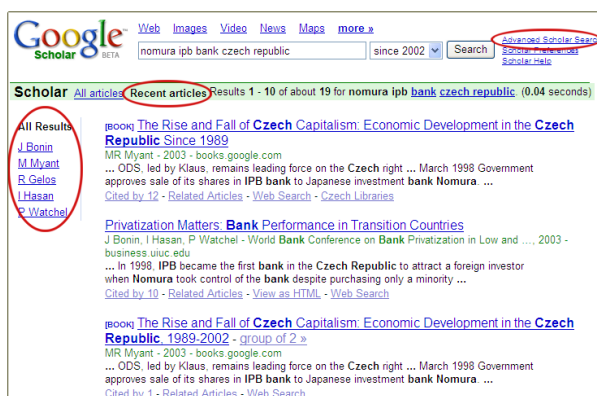 Web Images Video News Maps more »
Google
Scholar BETA
nomura ipb bank czech republic since 2002 Search
Advanced Scholar Search
Scholar Preferences
Scholar Help
Scholar All articles Recent articles Results 1 - 10 of about 19 for nomura ipb bank czech republic. (0.04 seconds)
All Results
J Bonin
M Myant
R Gelos
I Hasan
P Watchel
[BOOK] The Rise and Fall of Czech Capitalism: Economic Development in the Czech
Republic Since 1989
MR Myant - 2003 - books.google.com
... ODS, led by Klaus, remains leading force on the Czech right ... March 1998 Government
approves sale of its shares in IPB bank to Japanese investment bank Nomura. ...
Cited by 12 - Related Articles - Web Search - Czech Libraries
Privatization Matters: Bank Performance in Transition Countries
J Bonin, I Hasan, P Watchel - World Bank Conference on Bank Privatization in Low and ..., 2003 -
business.uiuc.edu
... In 1998, IPB became the first bank in the Czech Republic to attract a foreign investor
when Nomura took control of the bank despite purchasing only a minority ...
Cited by 10 - Related Articles - View as HTML - Web Search
[BOOK] The Rise and Fall of Czech Capitalism: Economic Development in the Czech
Republic, 1989-2002 - group of 2 »
MR Myant - 2003 - books.google.com
... ODS, led by Klaus, remains leading force on the Czech right ... March 1998 Government
approves sale of its shares in IPB bank to Japanese investment bank Nomura. ...
Cited by 1 - Related Articles - Web Search